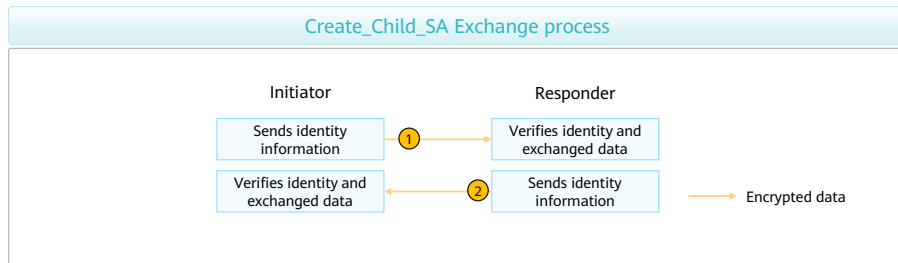 Create_Child_SA Exchange process
Initiator
Responder
Sends identity
information
1
Verifies identity and
exchanged data
Verifies identity and
exchanged data
2
Sends identity
information
Encrypted data